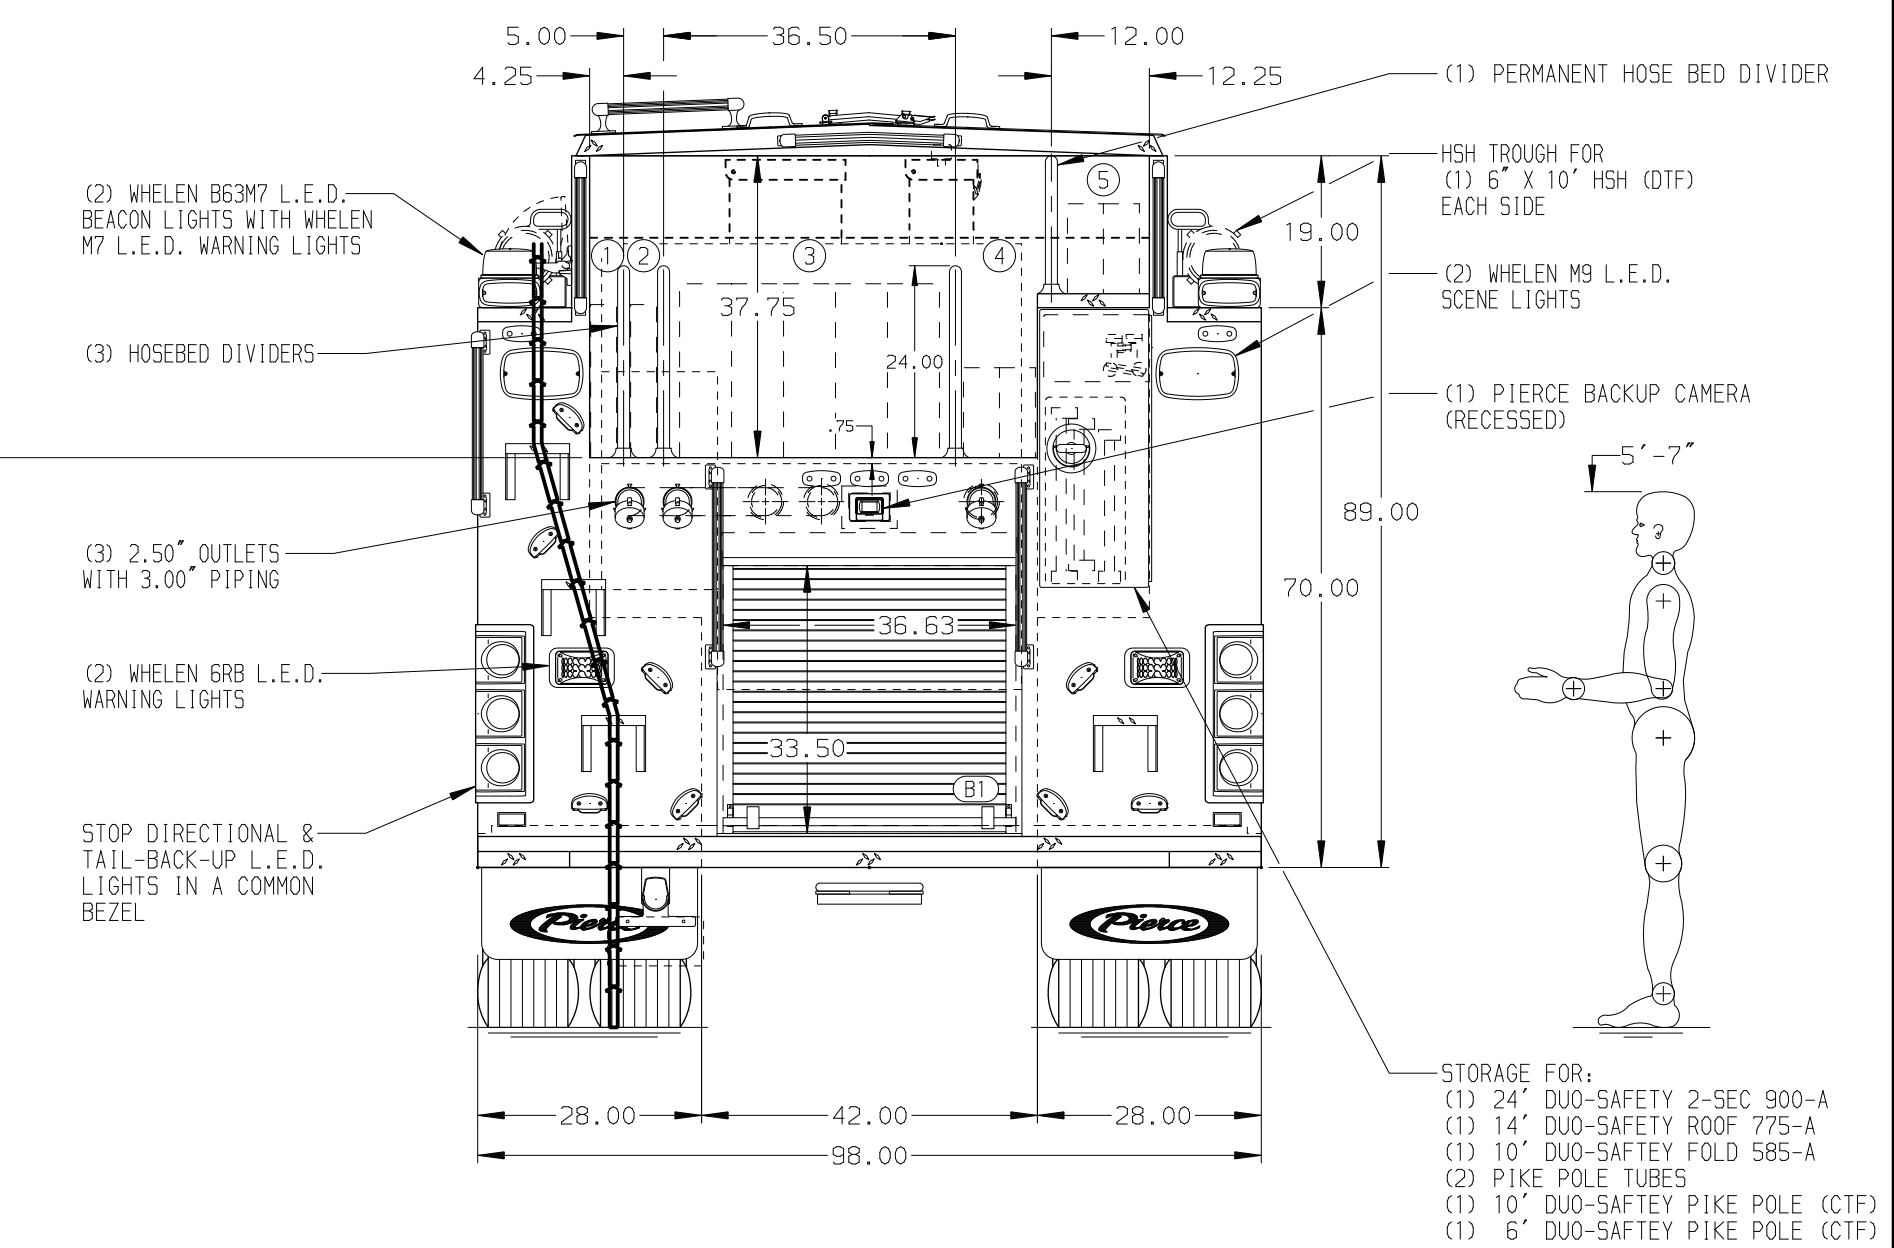 5.00
36.50
12.00
4.25
12.25
(1) PERMANENT HOSE BED DIVIDER
HSH TROUGH FOR
(1) 6" X 10' HSH (DTF)
EACH SIDE
(2) WHELEN B63M7 L.E.D.
BEACON LIGHTS WITH WHELEN
M7 L.E.D. WARNING LIGHTS
5
19.00
1
2
3
4
(2) WHELEN M9 L.E.D.
SCENE LIGHTS
37.75
(3) HOSEBED DIVIDERS
24.00
(1) PIERCE BACKUP CAMERA
(RECESSED)
.75
5'-7"
89.00
(3) 2.50" OUTLETS
WITH 3.00" PIPING
70.00
36.63
(2) WHELEN 6RB L.E.D.
WARNING LIGHTS
33.50
B1
STOP DIRECTIONAL &
TAIL-BACK-UP L.E.D.
LIGHTS IN A COMMON
BEZEL
Pierce
Pierce
28.00
42.00
28.00
98.00
STORAGE FOR:
(1) 24' DUO-SAFETY 2-SEC 900-A
(1) 14' DUO-SAFETY ROOF 775-A
(1) 10' DUO-SAFTEY FOLD 585-A
(2) PIKE POLE TUBES
(1) 10' DUO-SAFTEY PIKE POLE (CTF)
(1) 6' DUO-SAFTEY PIKE POLE (CTF)